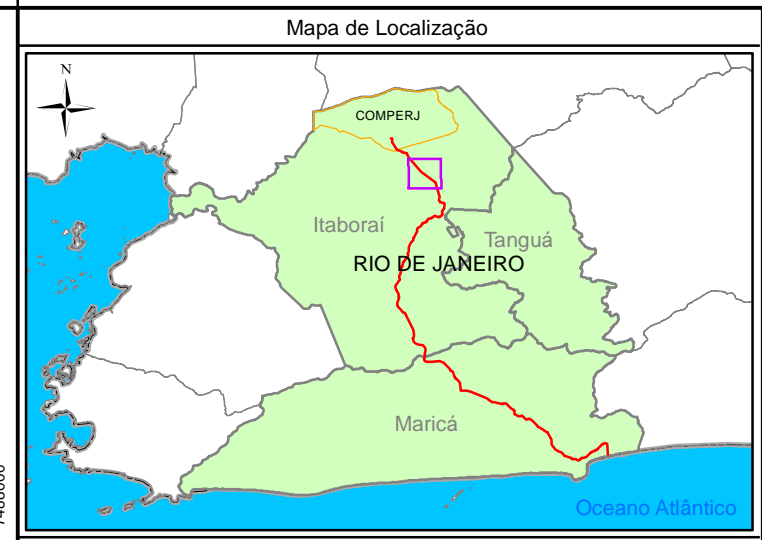 Mapa de Localização
N
COMPERJ
Itaboraí
Tanguá
RIO DE JANEIRO
Maricá
Oceano Atlântico